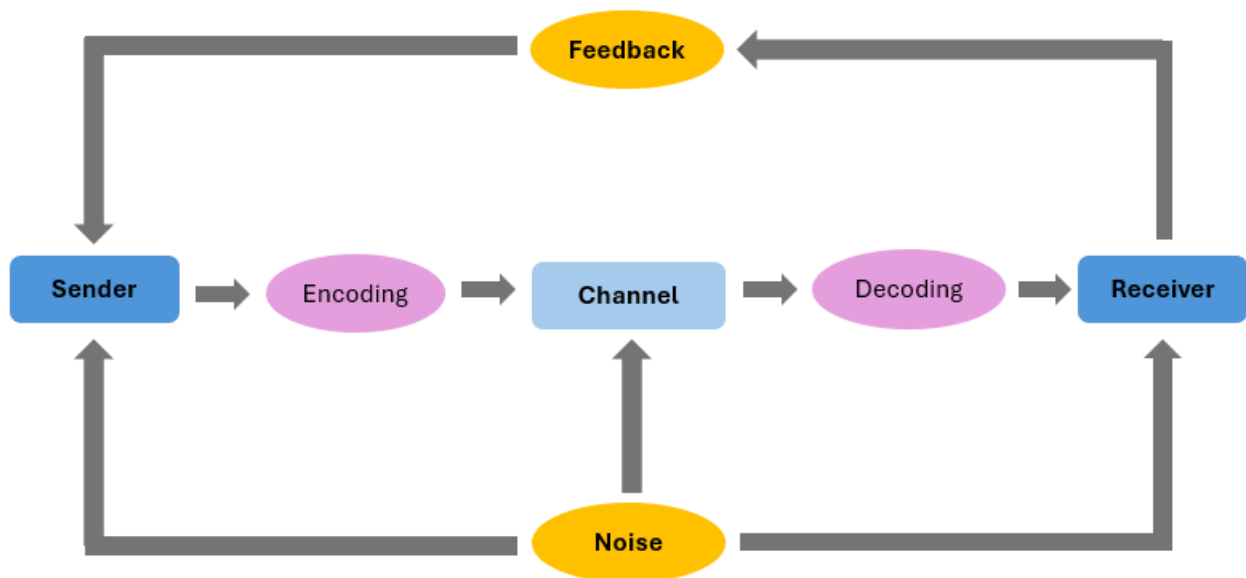 Feedback
Sender
Encoding
Channel
Decoding
Receiver
Noise